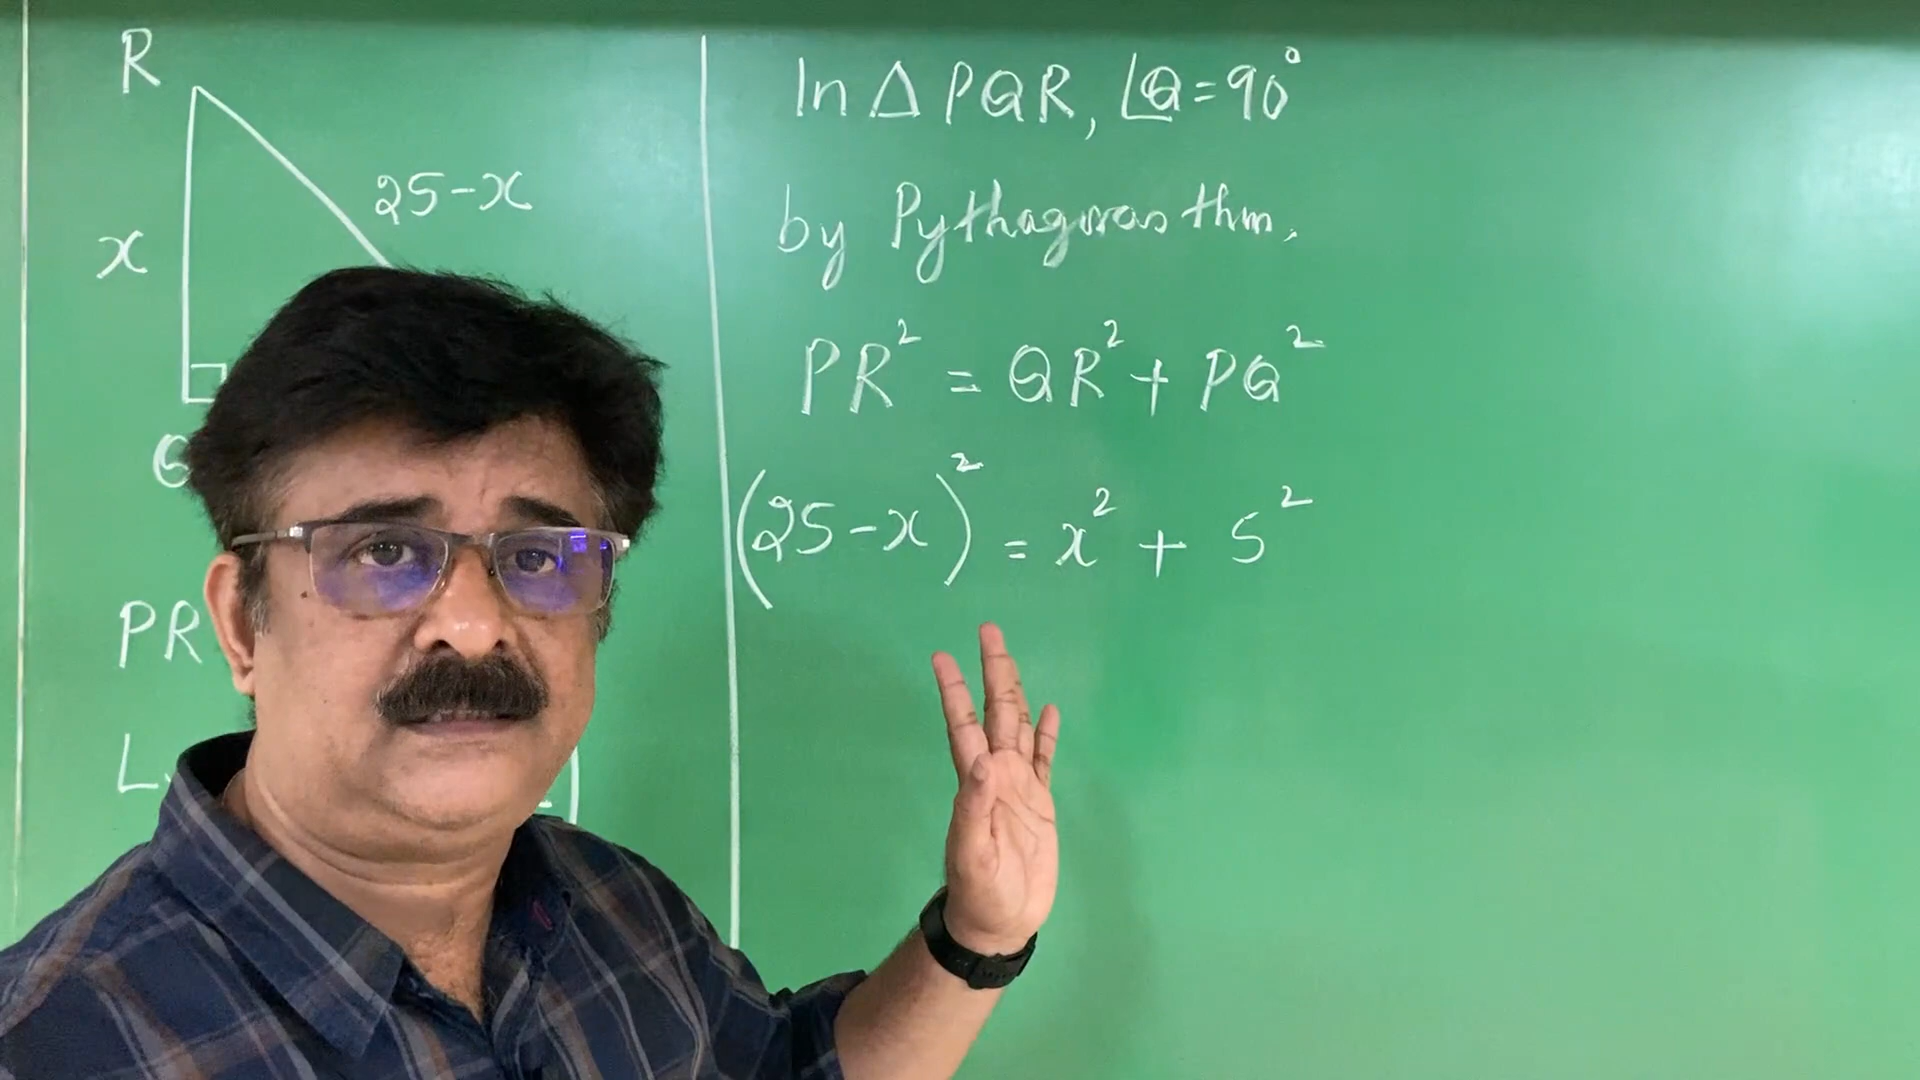 R
25-x
x
Q
PR
L
In Δ PQR, ∠Q = 90°
by Pythagoras thm,
PR² = QR² + PQ²
(25-x)² = x² + 5²